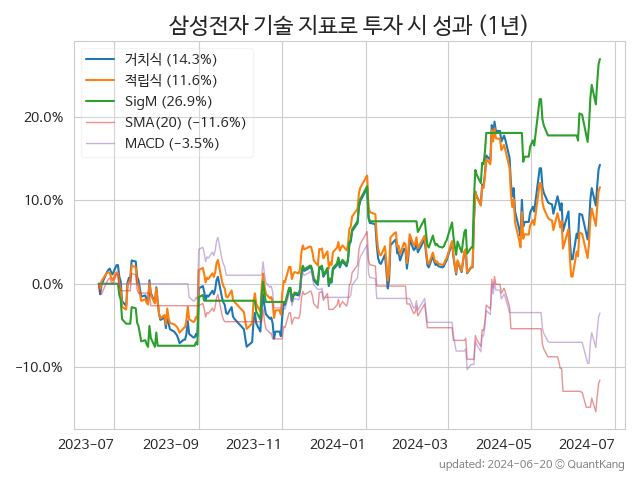 삼성전자 기술 지표로 투자 시 성과 (1년)
거치식 (14.3%)
적립식 (11.6%)
SigM (26.9%)
SMA(20) (−11.6%)
MACD (−3.5%)
20.0%
10.0%
0.0%
−10.0%
2023-07 2023-09 2023-11 2024-01 2024-03 2024-05 2024-07
updated: 2024-06-20 © QuantKang